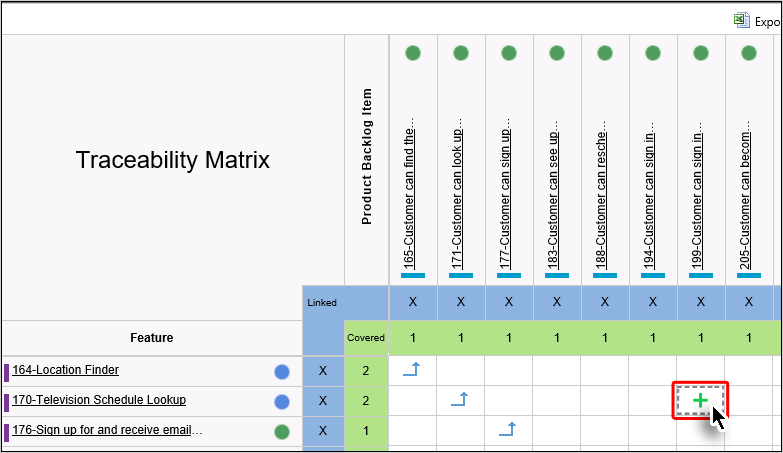 Expo
Traceability Matrix
Product Backlog Item
165-Customer can find the...
171-Customer can look up...
177-Customer can sign up...
183-Customer can see up...
188-Customer can resche...
194-Customer can sign in...
199-Customer can sign in...
205-Customer can becom...
Linked X X X X X X X X
Feature Covered 1 1 1 1 1 1 1 1
164-Location Finder X 2
170-Television Schedule Lookup X 2
176-Sign up for and receive email... X 1